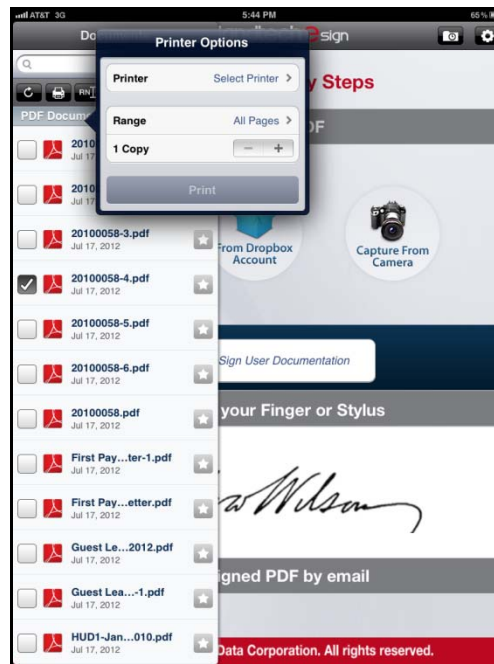 AT&T 3G 5:44 PM 65%
Do
sign
Printer Options
Printer Select Printer
y Steps
RN
PDF Docum
Range All Pages
DF
1 Copy - +
Print
2010
Jul 17
2010
Jul 17
20100058-3.pdf
Jul 17, 2012
From Dropbox
Account
Capture From
Camera
20100058-4.pdf
Jul 17, 2012
20100058-5.pdf
Jul 17, 2012
Sign User Documentation
20100058-6.pdf
Jul 17, 2012
20100058.pdf
Jul 17, 2012
your Finger or Stylus
First Pay...ter-1.pdf
Jul 17, 2012
First Pay...etter.pdf
Jul 17, 2012
Wilson
Guest Le...2012.pdf
Jul 17, 2012
Guest Lea...-1.pdf
Jul 17, 2012
igned PDF by email
HUD1-Jan...010.pdf
Jul 17, 2012
Data Corporation. All rights reserved.